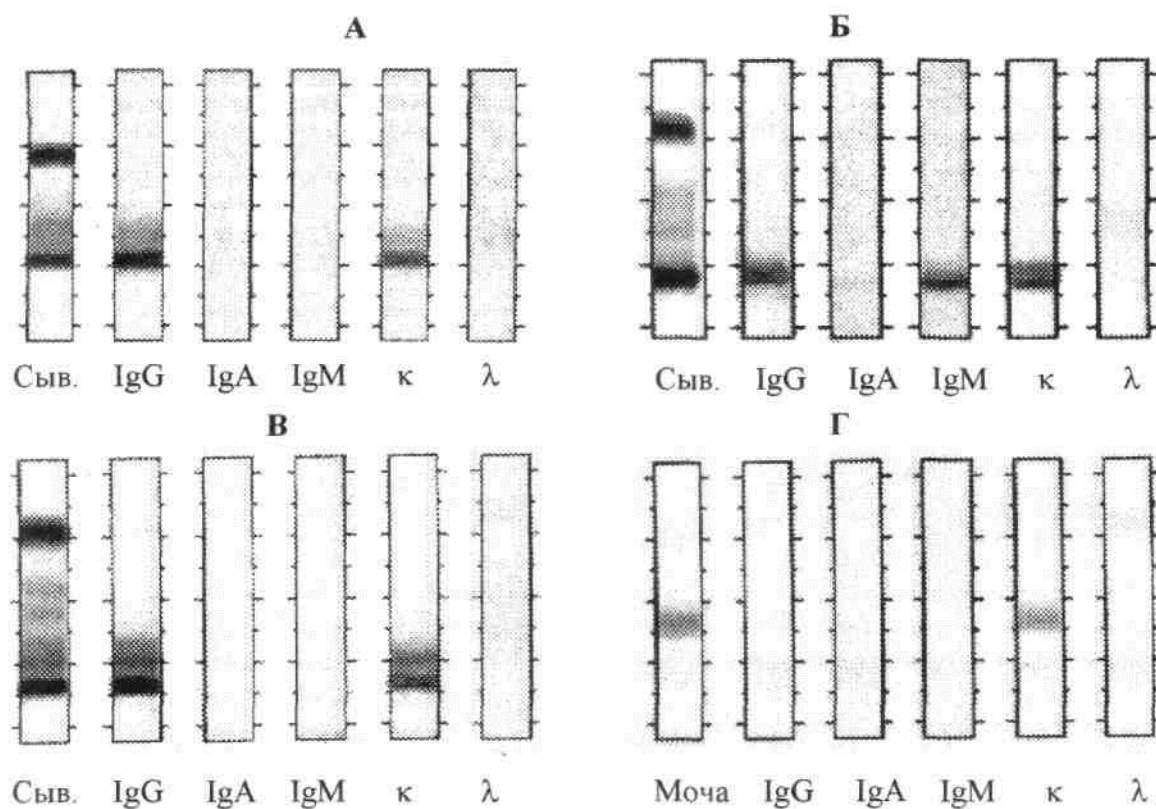 А Б
Сыв. IgG IgA IgM κ λ Сыв. IgG IgA IgM κ λ
В Г
Сыв. IgG IgA IgM κ λ Моча IgG IgA IgM κ λ